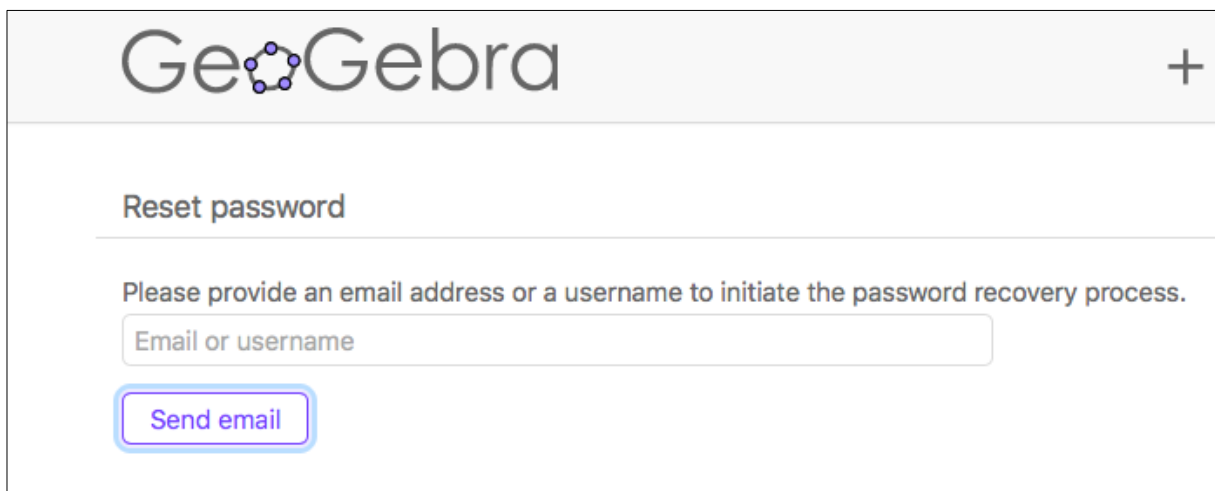 GeoGebra
+
Reset password
Please provide an email address or a username to initiate the password recovery process.
Email or username
Send email